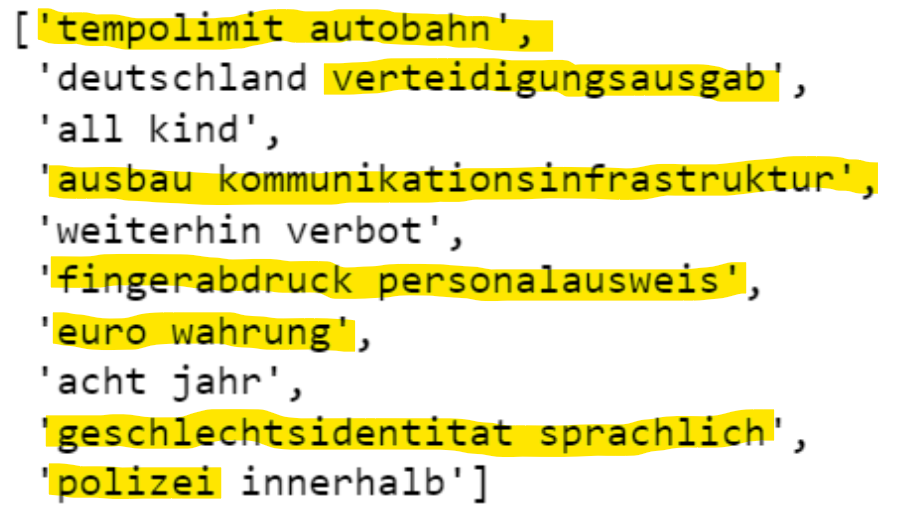 ['tempolimit autobahn',
'deutschland verteidigungsausgab',
'all kind',
'ausbau kommunikationsinfrastruktur',
'weiterhin verbot',
'fingerabdruck personalausweis',
'euro wahrung',
'acht jahr',
'geschlechtsidentitat sprachlich',
'polizei innerhalb']